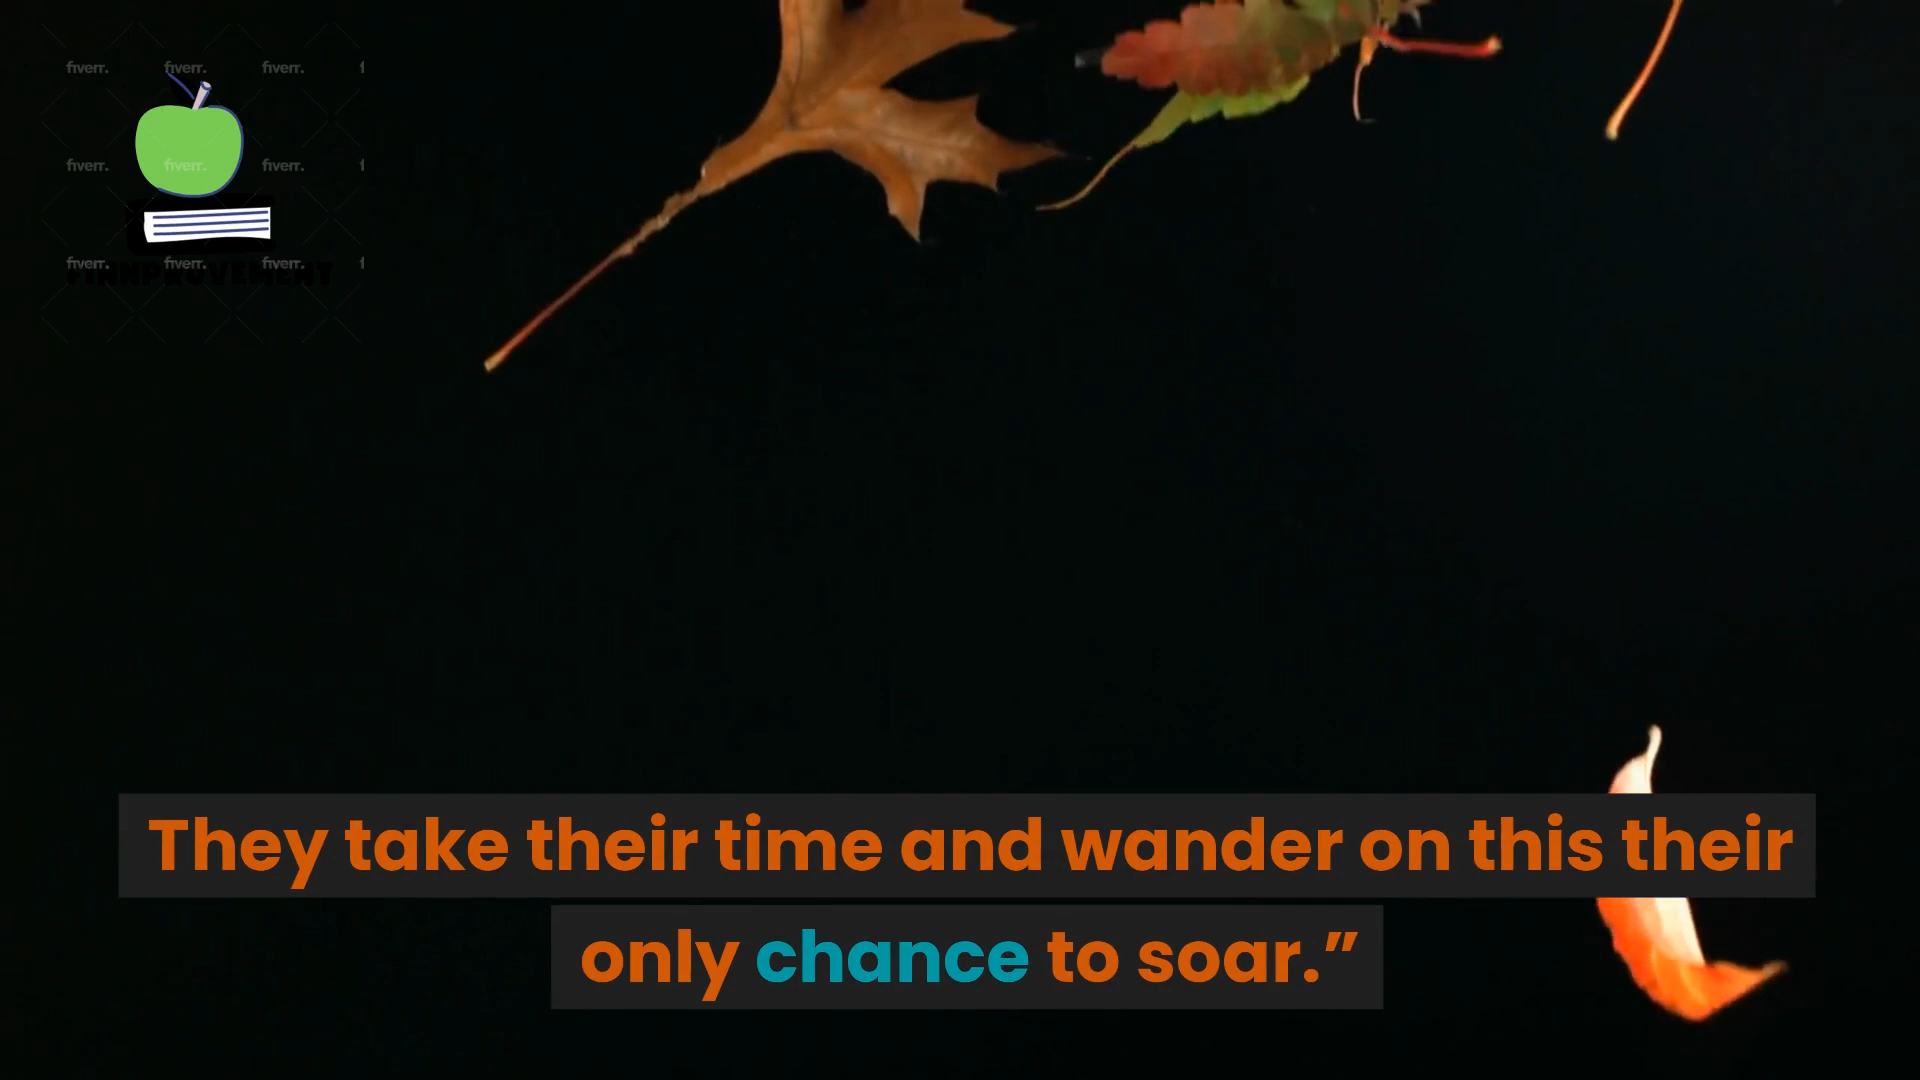 fiverr. fiverr. fiverr. f
fiverr. fiverr. fiverr. f
fiverr. fiverr. fiverr. f
FINNPROVEMENT
They take their time and wander on this their
only chance to soar.”